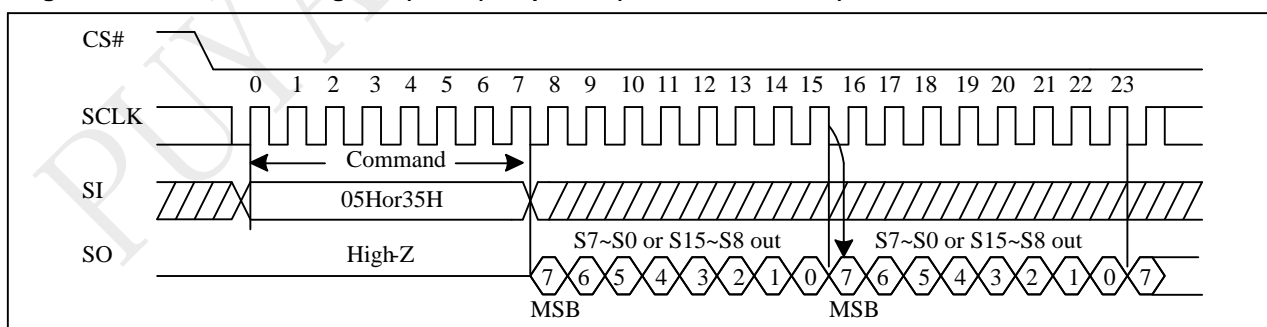 CS#
0 1 2 3 4 5 6 7 8 9 10 11 12 13 14 15 16 17 18 19 20 21 22 23
SCLK
Command
SI
05Hor35H
S7~S0 or S15~S8 out S7~S0 or S15~S8 out
SO High-Z
7 6 5 4 3 2 1 0 7 6 5 4 3 2 1 0 7
MSB MSB
PUYA